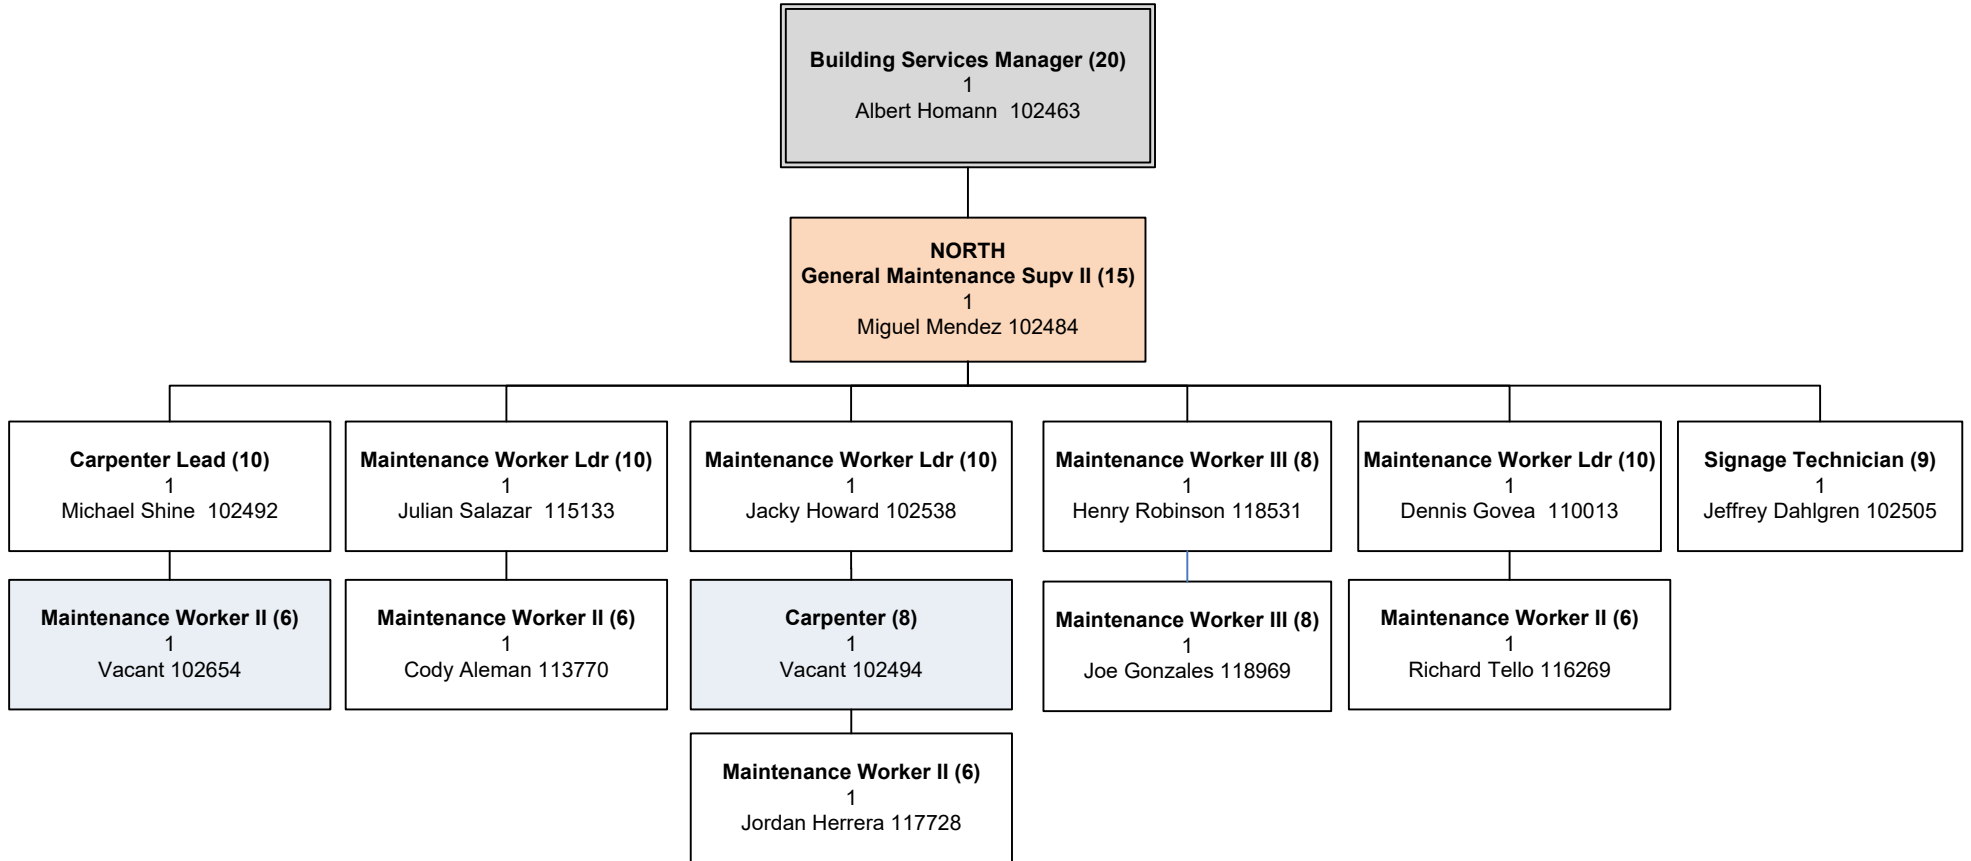 Building Services Manager (20)
1
Albert Homann  102463
NORTH
General Maintenance Supv II (15)
1
Miguel Mendez 102484
Carpenter Lead (10)
1
Michael Shine  102492
Maintenance Worker Ldr (10)
1
Julian Salazar  115133
Maintenance Worker Ldr (10)
1
Jacky Howard 102538
Maintenance Worker III (8)
1
Henry Robinson 118531
Maintenance Worker Ldr (10)
1
Dennis Govea  110013
Signage Technician (9)
1
Jeffrey Dahlgren 102505
Maintenance Worker II (6)
1
Vacant 102654
Maintenance Worker II (6)
1
Cody Aleman 113770
Carpenter (8)
1
Vacant 102494
Maintenance Worker III (8)
1
Joe Gonzales 118969
Maintenance Worker II (6)
1
Richard Tello 116269
Maintenance Worker II (6)
1
Jordan Herrera 117728